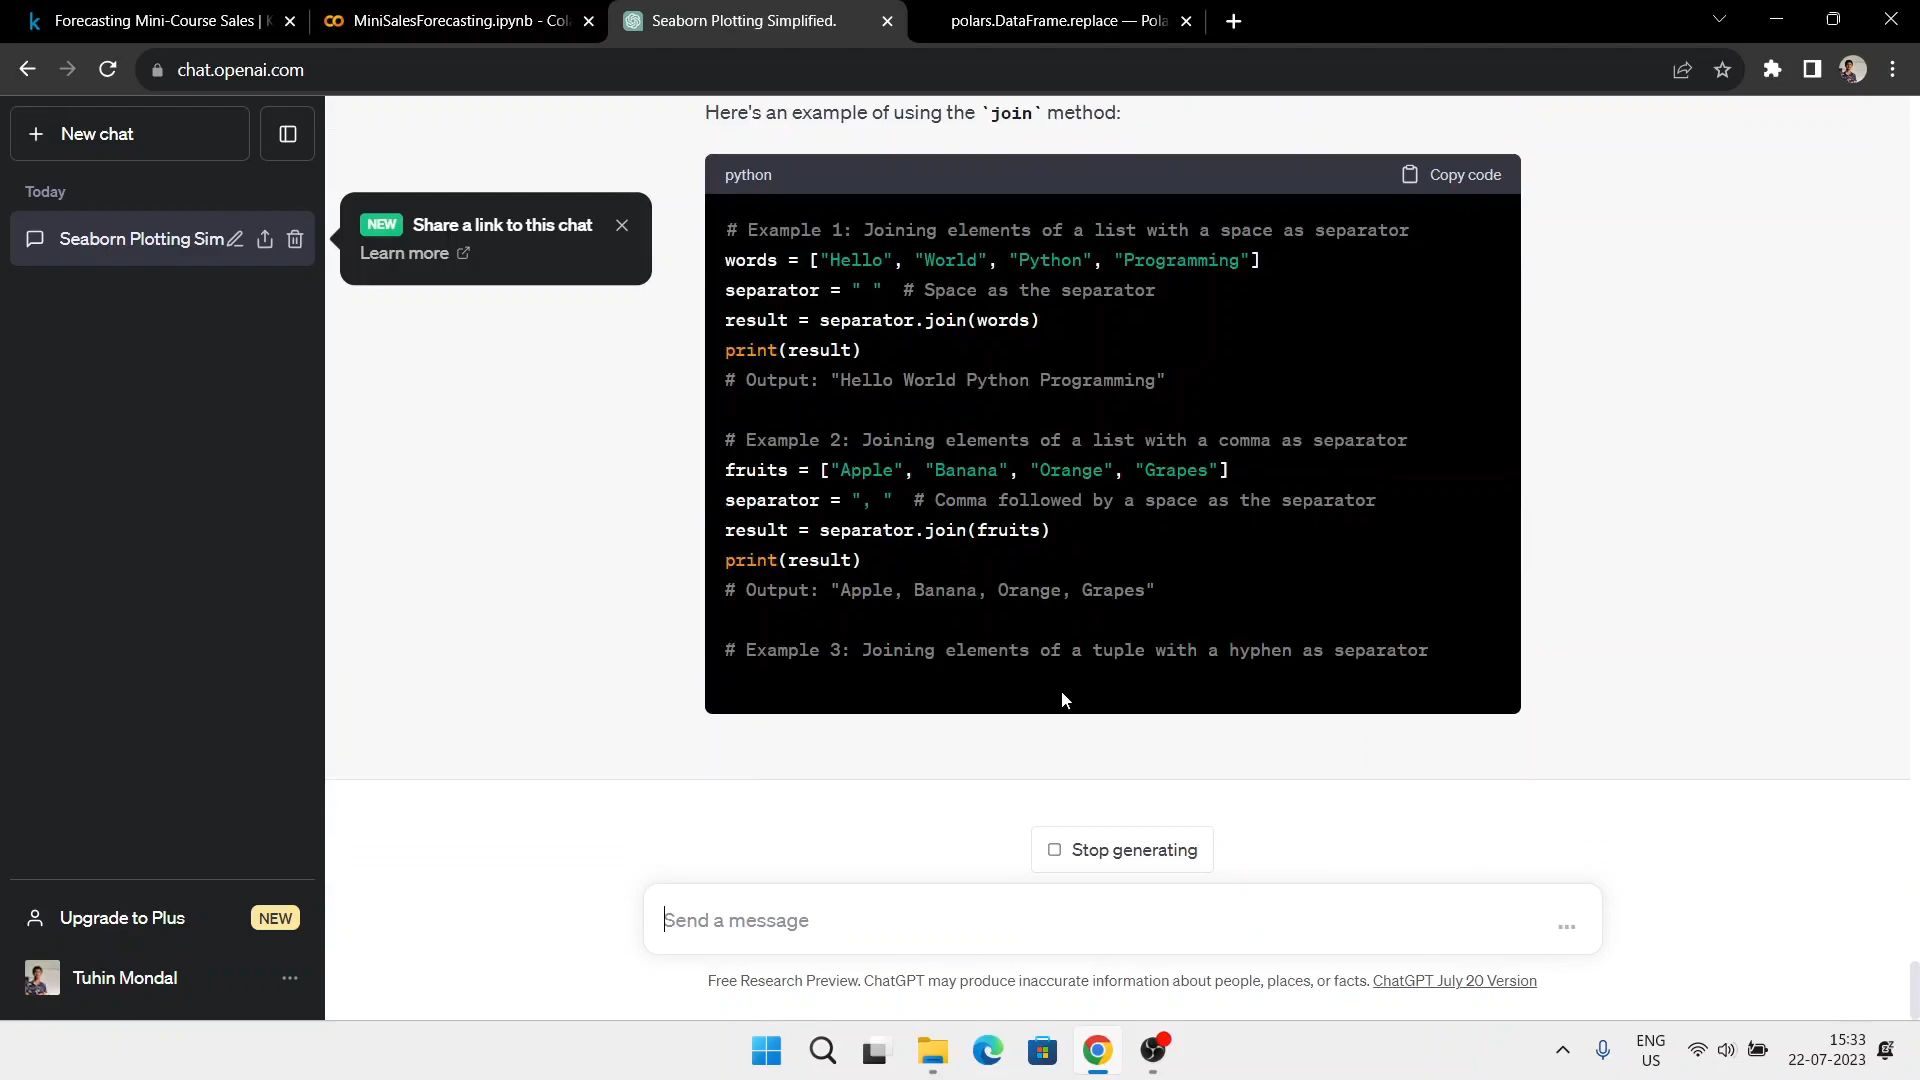 Forecasting Mini-Course Sales |
MiniSalesForecasting.ipynb - Col
Seaborn Plotting Simplified.
polars.DataFrame.replace — Pola
chat.openai.com
New chat
Today
Seaborn Plotting Sim
NEW Share a link to this chat
Learn more
Upgrade to Plus NEW
Tuhin Mondal
Here's an example of using the `join` method:
python Copy code
# Example 1: Joining elements of a list with a space as separator
words = ["Hello", "World", "Python", "Programming"]
separator = " "  # Space as the separator
result = separator.join(words)
print(result)
# Output: "Hello World Python Programming"
# Example 2: Joining elements of a list with a comma as separator
fruits = ["Apple", "Banana", "Orange", "Grapes"]
separator = ", "  # Comma followed by a space as the separator
result = separator.join(fruits)
print(result)
# Output: "Apple, Banana, Orange, Grapes"
# Example 3: Joining elements of a tuple with a hyphen as separator
Stop generating
Send a message
Free Research Preview. ChatGPT may produce inaccurate information about people, places, or facts. ChatGPT July 20 Version
ENG
US
15:33
22-07-2023